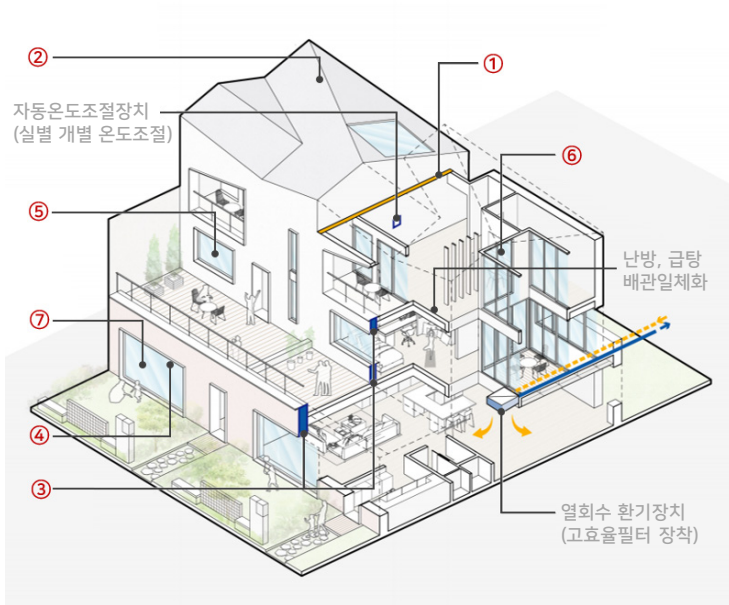 ②
①
자동온도조절장치
(실별 개별 온도조절)
⑥
⑤
난방, 급탕
배관일체화
⑦
④
③
열회수 환기장치
(고효율필터 장착)